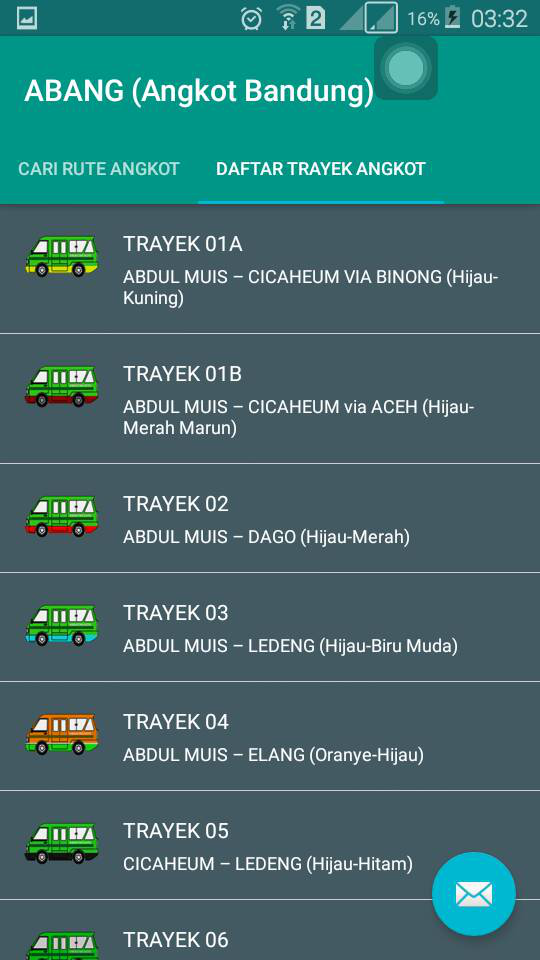 2
16%
03:32
ABANG (Angkot Bandung)
CARI RUTE ANGKOT
DAFTAR TRAYEK ANGKOT
TRAYEK 01A
ABDUL MUIS – CICAHEUM VIA BINONG (Hijau-
Kuning)
TRAYEK 01B
ABDUL MUIS – CICAHEUM via ACEH (Hijau-
Merah Marun)
TRAYEK 02
ABDUL MUIS – DAGO (Hijau-Merah)
TRAYEK 03
ABDUL MUIS – LEDENG (Hijau-Biru Muda)
TRAYEK 04
ABDUL MUIS – ELANG (Oranye-Hijau)
TRAYEK 05
CICAHEUM – LEDENG (Hijau-Hitam)
TRAYEK 06